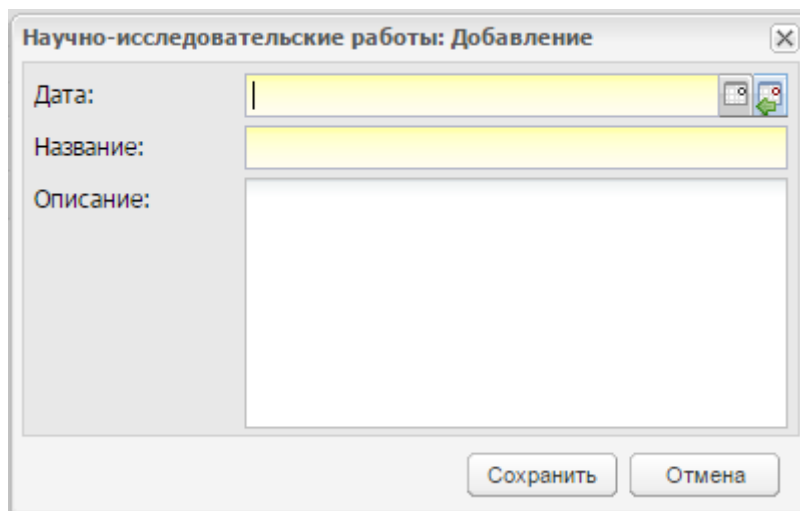 Научно-исследовательские работы: Добавление
Дата:
Название:
Описание:
Сохранить Отмена